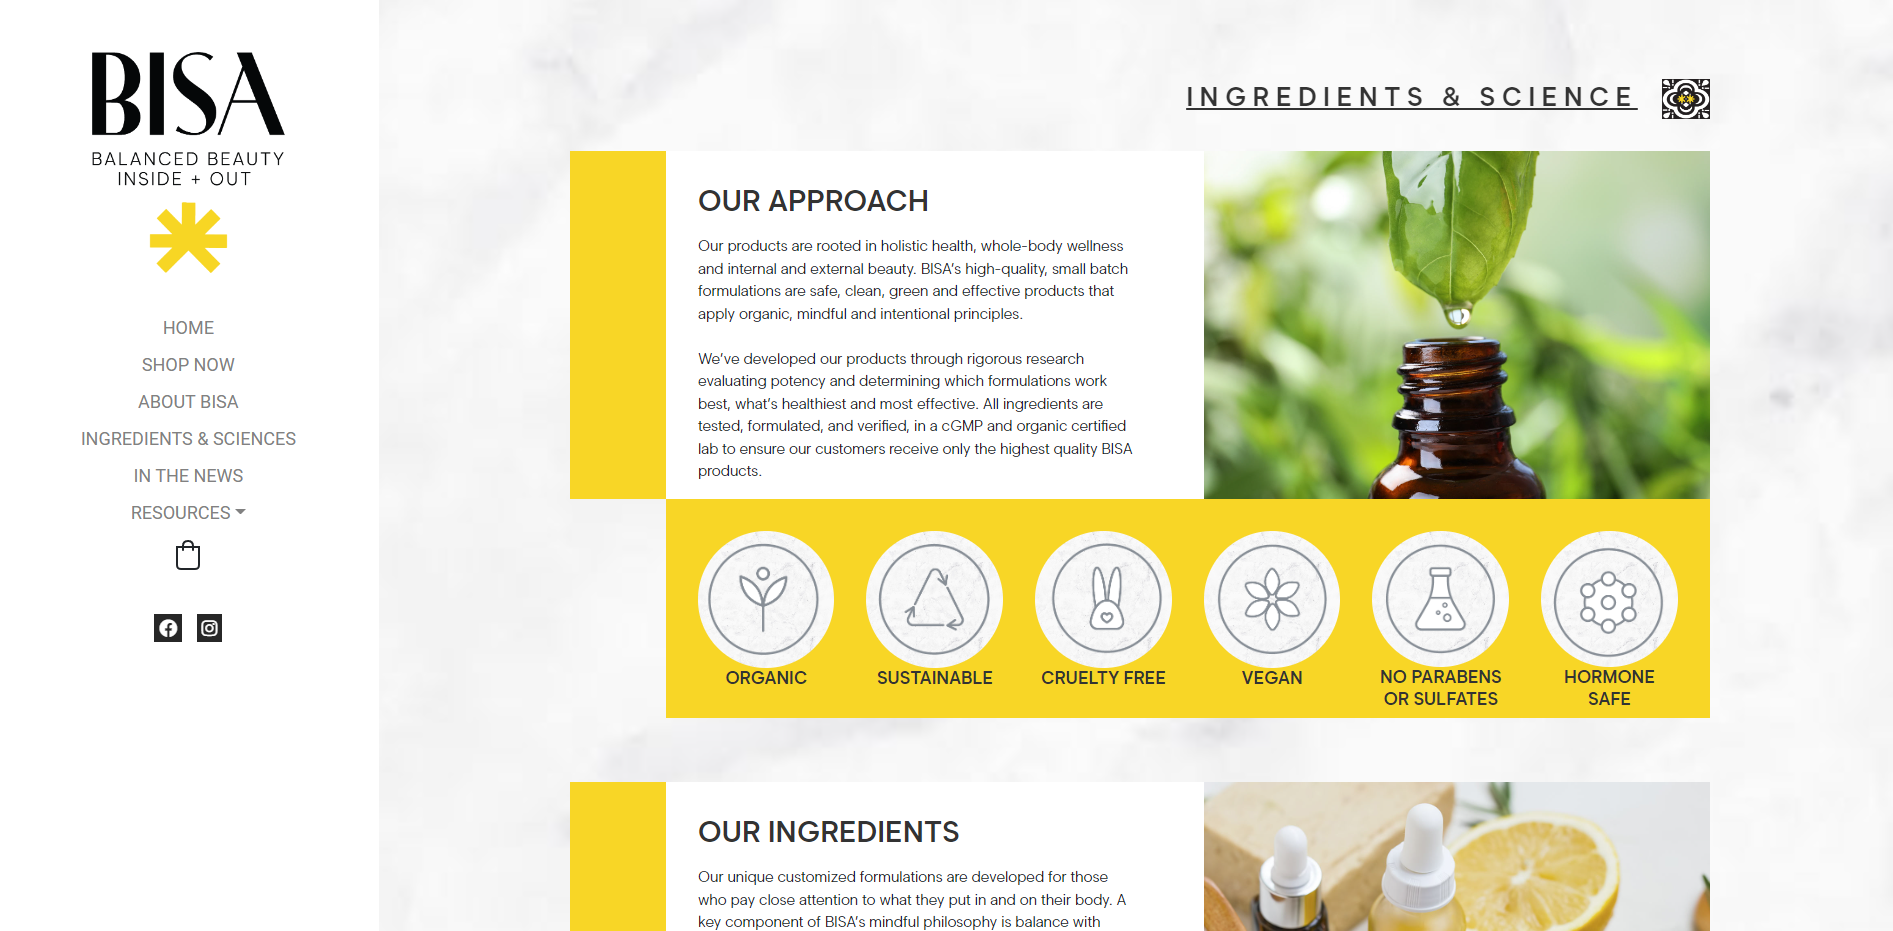 BISA
BALANCED BEAUTY
INSIDE + OUT
HOME
SHOP NOW
ABOUT BISA
INGREDIENTS & SCIENCES
IN THE NEWS
RESOURCES
INGREDIENTS & SCIENCE
OUR APPROACH
Our products are rooted in holistic health, whole-body wellness
and internal and external beauty. BISA's high-quality, small batch
formulations are safe, clean, green and effective products that
apply organic, mindful and intentional principles.
We've developed our products through rigorous research
evaluating potency and determining which formulations work
best, what's healthiest and most effective. All ingredients are
tested, formulated, and verified, in a cGMP and organic certified
lab to ensure our customers receive only the highest quality BISA
products.
ORGANIC
SUSTAINABLE
CRUELTY FREE
VEGAN
NO PARABENS
OR SULFATES
HORMONE
SAFE
OUR INGREDIENTS
Our unique customized formulations are developed for those
who pay close attention to what they put in and on their body. A
key component of BISA's mindful philosophy is balance with